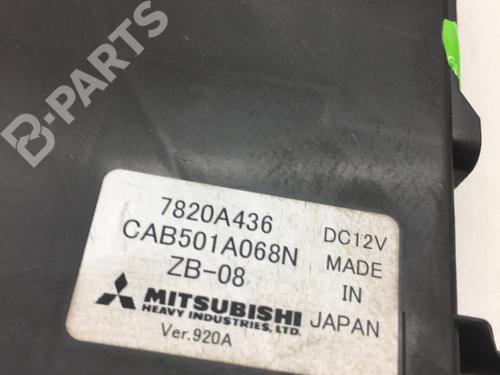 B-PARTS
7820A436
CAB501A068N
DC12V
ZB-08
MADE
IN
JAPAN
MITSUBISHI
HEAVY INDUSTRIES, LTD.
Ver.920A